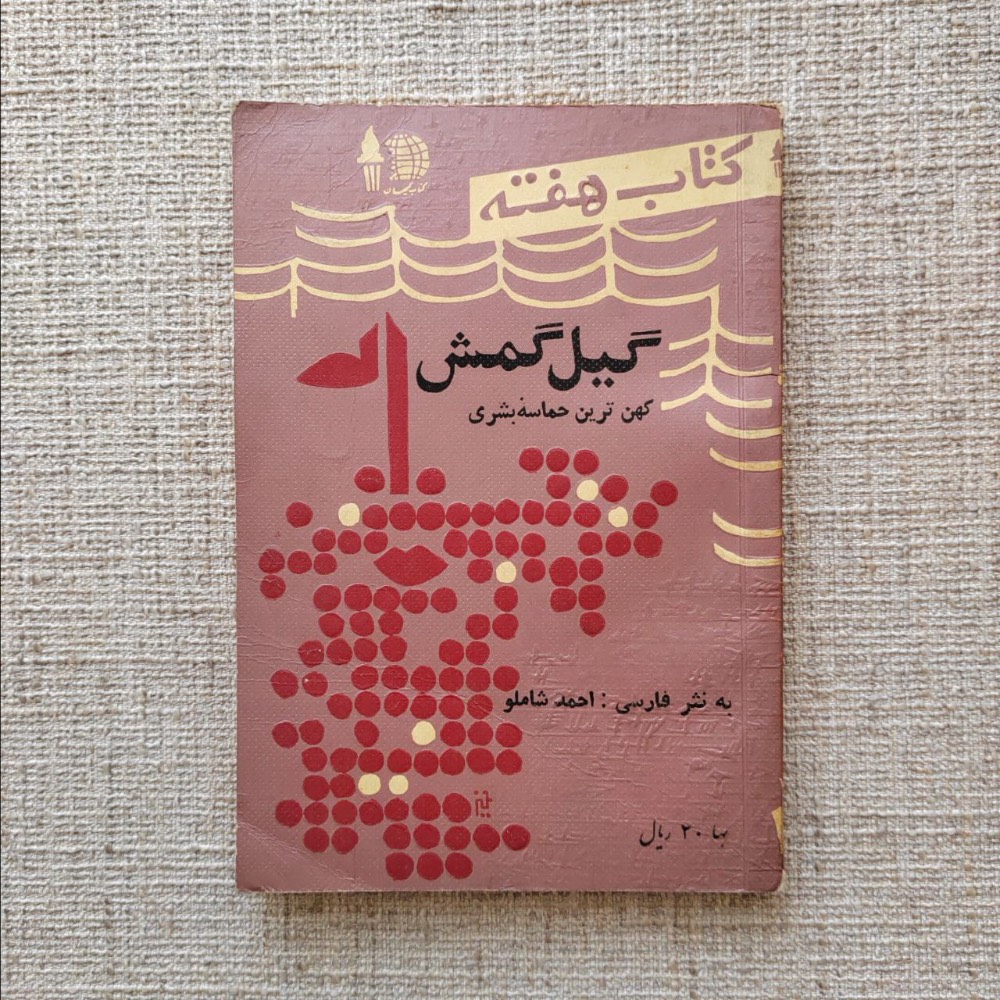 کتاب هفته
گیل گمش
کهن ترین حماسهٔ بشری
به نثر فارسی : احمد شاملو
بها ۲۰ ریال